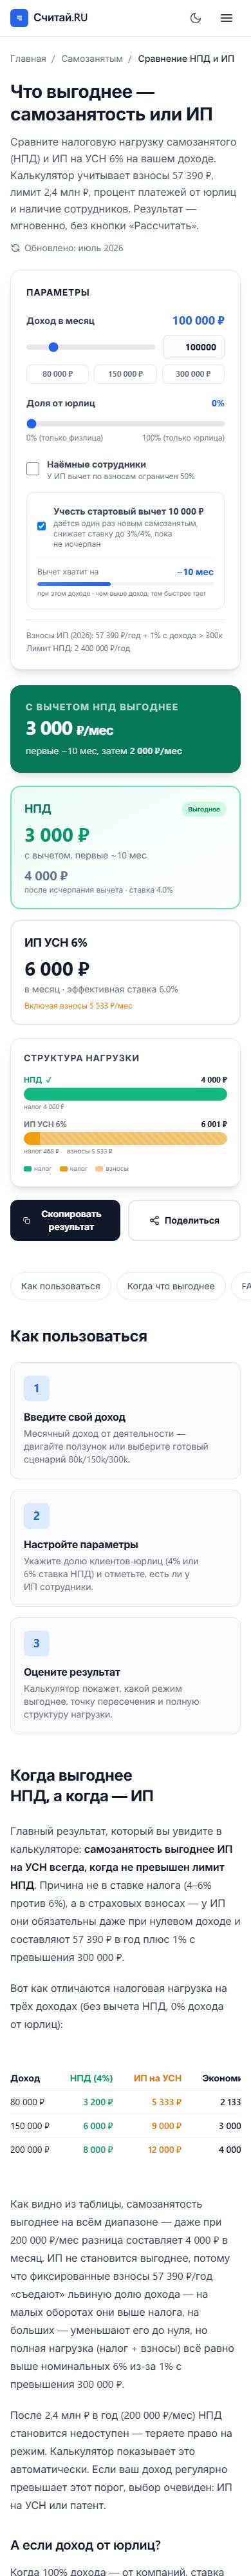 Считай.RU
Главная / Самозанятым / Сравнение НПД и ИП
Что выгоднее —
самозанятость или ИП
Сравните налоговую нагрузку самозанятого
(НПД) и ИП на УСН 6% на вашем доходе.
Калькулятор учитывает взносы 57 390 ₽,
лимит 2,4 млн ₽, процент платежей от юрлиц
и наличие сотрудников. Результат —
мгновенно, без кнопки «Рассчитать».
Обновлено: июль 2026
ПАРАМЕТРЫ
Доход в месяц 100 000 ₽
100000
80 000 ₽ 150 000 ₽ 300 000 ₽
Доля от юрлиц 0%
0% (только физлица) 100% (только юрлица)
Наёмные сотрудники
У ИП вычет по взносам ограничен 50%
Учесть стартовый вычет 10 000 ₽
даётся один раз новым самозанятым,
снижает ставку до 3%/4%, пока
не исчерпан
Вычет хватит на ~10 мес
при этом доходе · чем выше доход, тем быстрее тает
Взносы ИП (2026): 57 390 ₽/год + 1% с дохода > 300к
Лимит НПД: 2 400 000 ₽/год
С ВЫЧЕТОМ НПД ВЫГОДНЕЕ
3 000 ₽/мес
первые ~10 мес, затем 2 000 ₽/мес
НПД Выгоднее
3 000 ₽
с вычетом, первые ~10 мес
4 000 ₽
после исчерпания вычета · ставка 4.0%
ИП УСН 6%
6 000 ₽
в месяц · эффективная ставка 6.0%
Включая взносы 5 533 ₽/мес
СТРУКТУРА НАГРУЗКИ
НПД ✓ 4 000 ₽
налог 4 000 ₽
ИП УСН 6% 6 001 ₽
налог 468 ₽ взносы 5 533 ₽
налог налог взносы
Скопировать
результат
Поделиться
Как пользоваться Когда что выгоднее FA
Как пользоваться
1
Введите свой доход
Месячный доход от деятельности —
двигайте ползунок или выберите готовый
сценарий 80k/150k/300k.
2
Настройте параметры
Укажите долю клиентов-юрлиц (4% или
6% ставка НПД) и отметьте, есть ли у
ИП сотрудники.
3
Оцените результат
Калькулятор покажет, какой режим
выгоднее, точку пересечения и полную
структуру нагрузки.
Когда выгоднее
НПД, а когда — ИП
Главный результат, который вы увидите в
калькуляторе: самозанятость выгоднее ИП
на УСН всегда, когда не превышен лимит
НПД. Причина не в ставке налога (4–6%
против 6%), а в страховых взносах — у ИП
они обязательны даже при нулевом доходе и
составляют 57 390 ₽ в год плюс 1% с
превышения 300 000 ₽.
Вот как отличаются налоговая нагрузка на
трёх доходах (без вычета НПД, 0% дохода
от юрлиц):
Доход НПД (4%) ИП на УСН Экономи
80 000 ₽ 3 200 ₽ 5 333 ₽ 2 133
150 000 ₽ 6 000 ₽ 9 000 ₽ 3 000
200 000 ₽ 8 000 ₽ 12 000 ₽ 4 000
Как видно из таблицы, самозанятость
выгоднее на всём диапазоне — даже при
200 000 ₽/мес разница составляет 4 000 ₽ в
месяц. ИП не становится выгоднее, потому
что фиксированные взносы 57 390 ₽/год
«съедают» львиную долю дохода — на
малых оборотах они выше налога, на
больших — уменьшают его до нуля, но
полная нагрузка (налог + взносы) всё равно
выше номинальных 6% из-за 1% с
превышения 300 000 ₽.
После 2,4 млн ₽ в год (200 000 ₽/мес) НПД
становится недоступен — теряете право на
режим. Калькулятор показывает это
автоматически. Если ваш доход регулярно
превышает этот порог, выбор очевиден: ИП
на УСН или патент.
А если доход от юрлиц?
Когда 100% дохода — от компаний, ставка